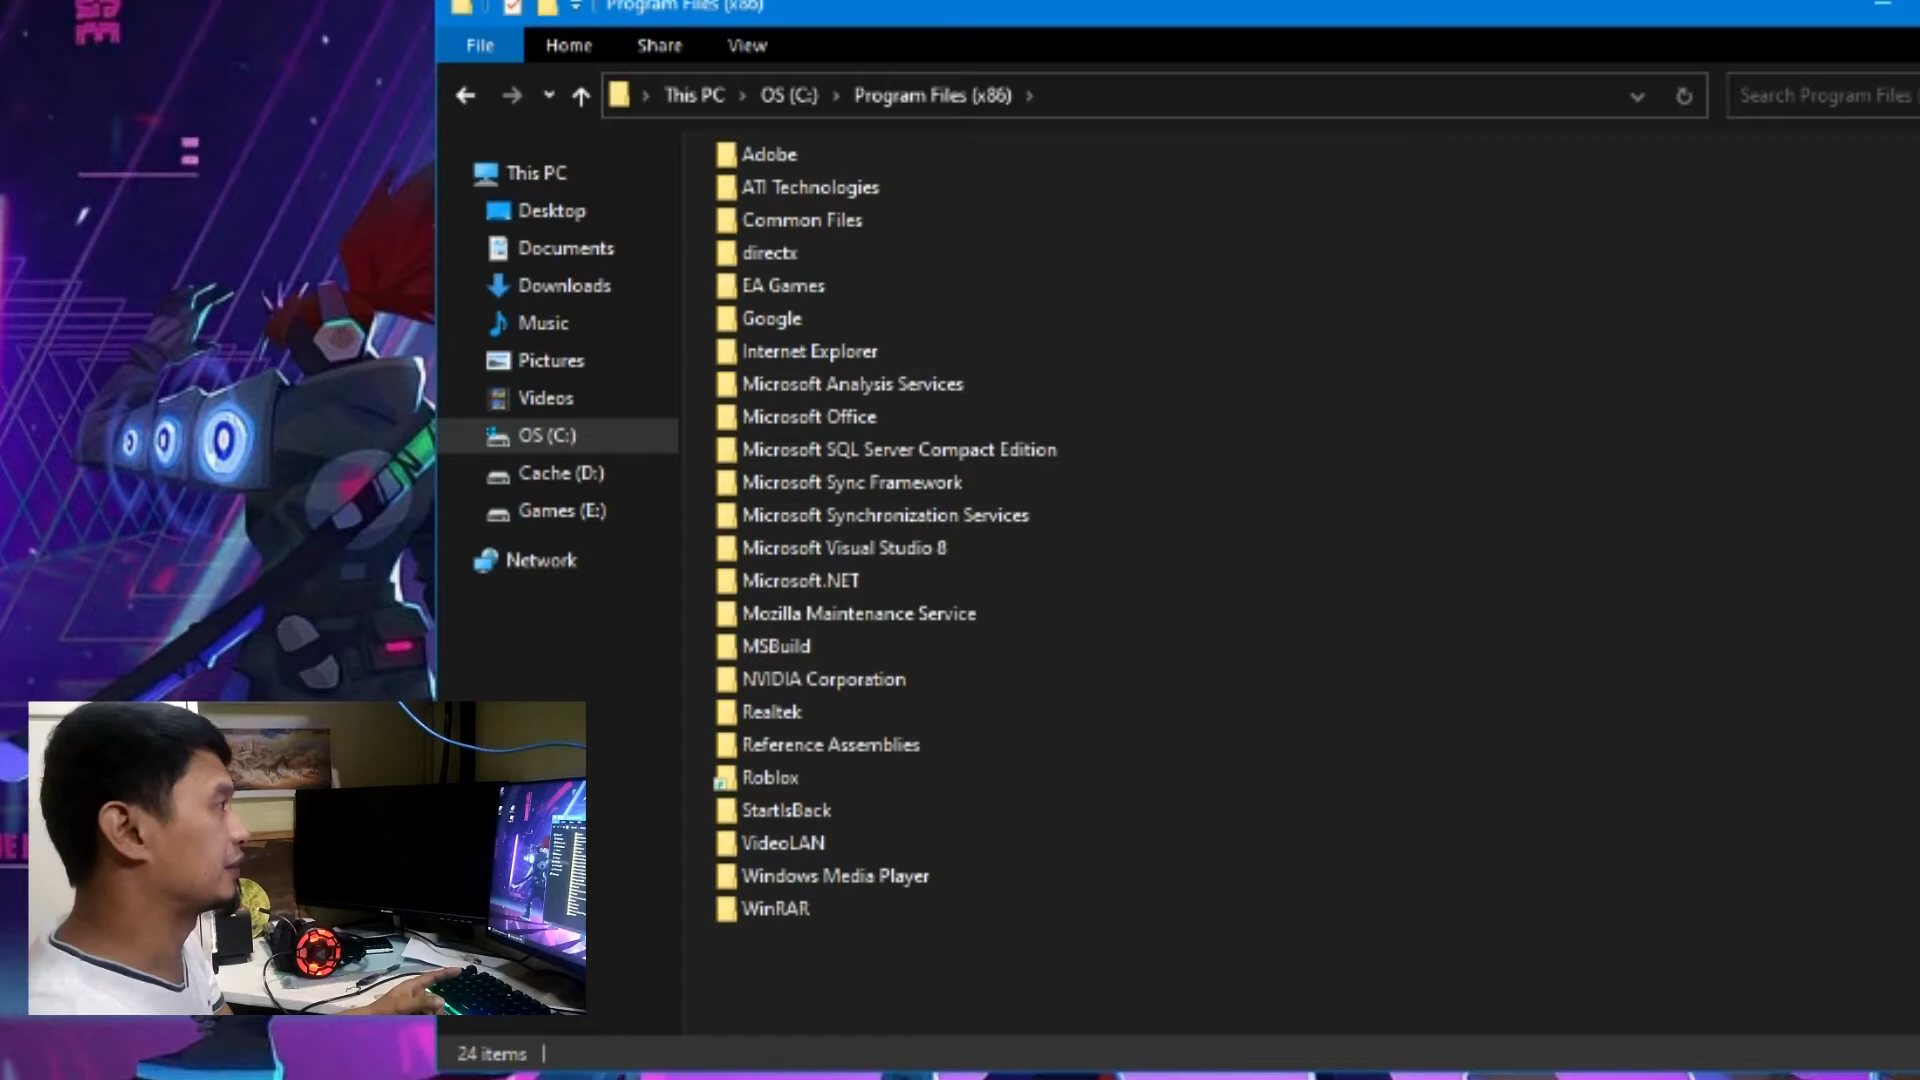 Program Files (x86)
File Home Share View
This PC > OS (C:) > Program Files (x86) >
Search Program Files
This PC
Desktop
Documents
Downloads
Music
Pictures
Videos
OS (C:)
Cache (D:)
Games (E:)
Network
Adobe
ATI Technologies
Common Files
directx
EA Games
Google
Internet Explorer
Microsoft Analysis Services
Microsoft Office
Microsoft SQL Server Compact Edition
Microsoft Sync Framework
Microsoft Synchronization Services
Microsoft Visual Studio 8
Microsoft.NET
Mozilla Maintenance Service
MSBuild
NVIDIA Corporation
Realtek
Reference Assemblies
Roblox
StartIsBack
VideoLAN
Windows Media Player
WinRAR
24 items